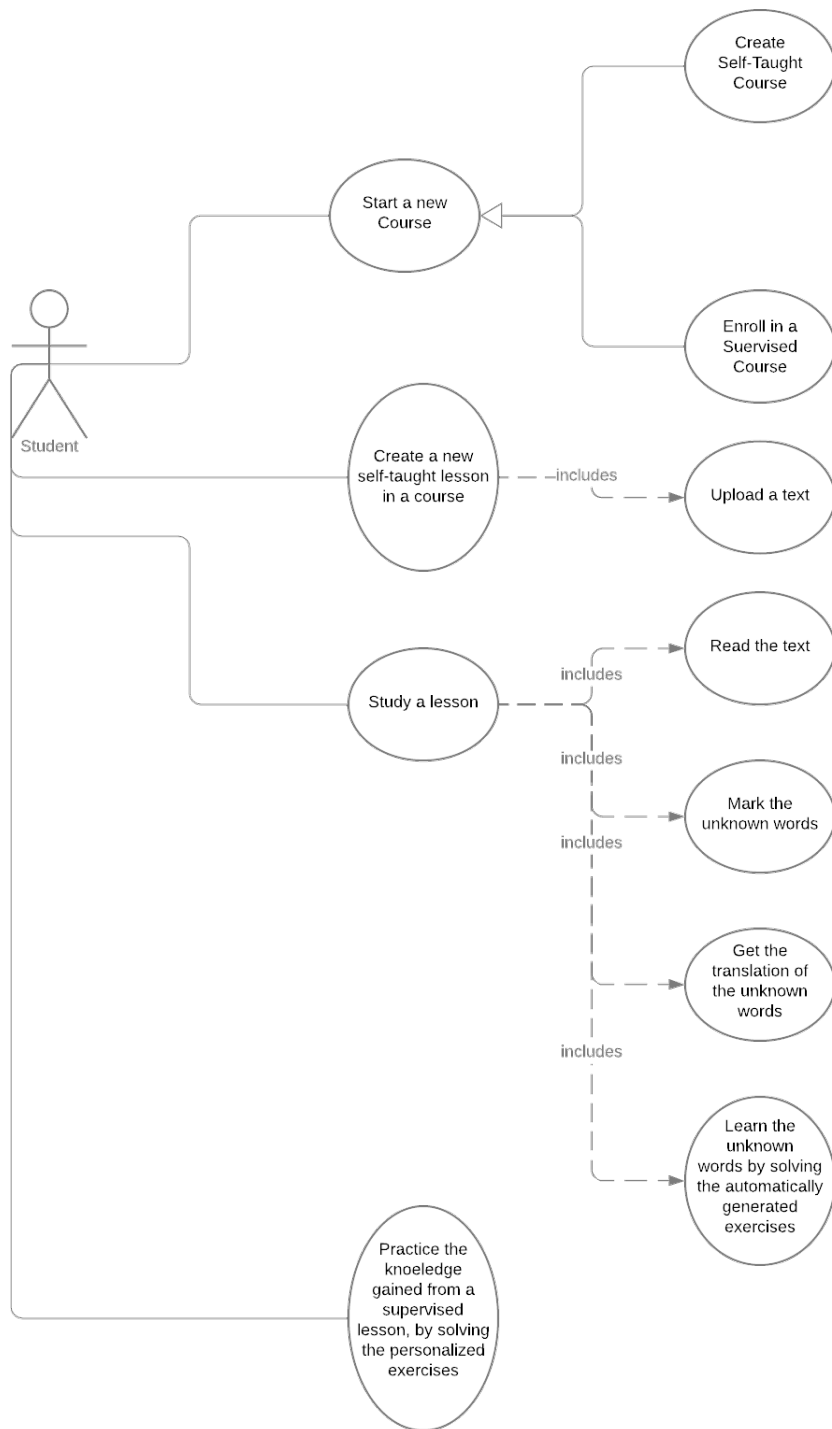 Create
Self-Taught
Course
Start a new
Course
Enroll in a
Suervised
Course
Student
Create a new
self-taught lesson
in a course
includes
Upload a text
Read the text
includes
Study a lesson
includes
Mark the
unknown words
includes
Get the
translation of
the unknown
words
includes
Learn the
unknown
words by solving
the automatically
generated
exercises
Practice the
knoeledge
gained from a
supervised
lesson, by solving
the personalized
exercises